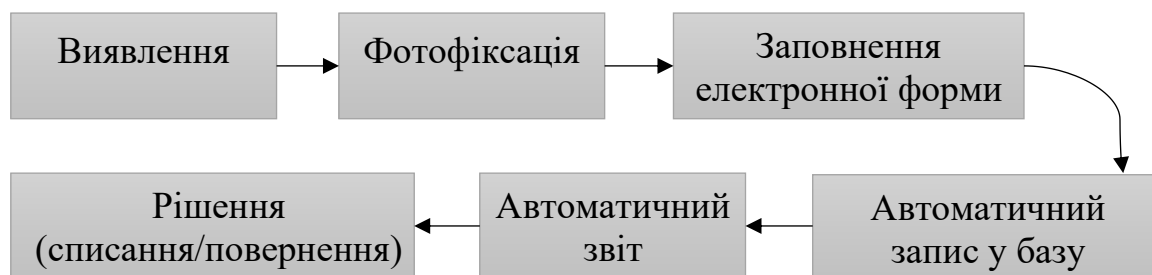 Виявлення
Фотофіксація
Заповнення
електронної форми
Автоматичний
запис у базу
Автоматичний
звіт
Рішення
(списання/повернення)